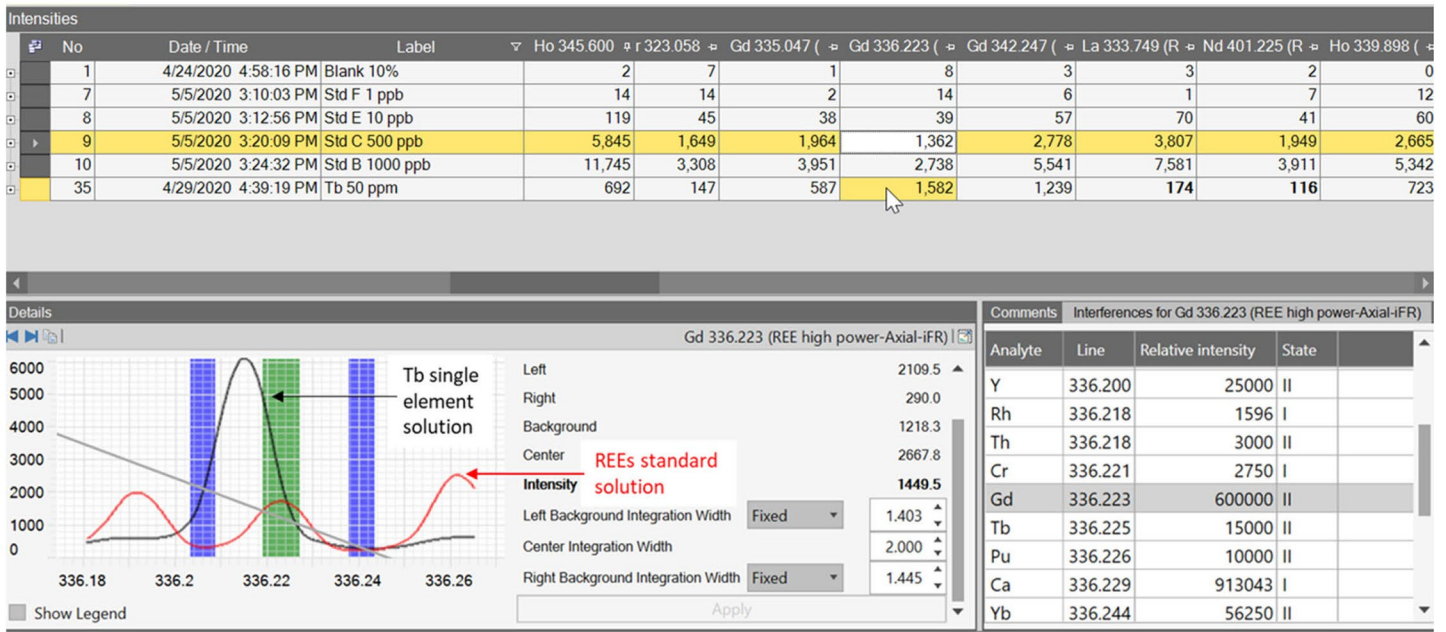 Intensities
No Date / Time Label Ho 345.600 r 323.058 Gd 335.047 ( Gd 336.223 ( Gd 342.247 ( La 333.749 (R Nd 401.225 (R Ho 339.898 (
1 4/24/2020 4:58:16 PM Blank 10% 2 7 1 8 3 3 2 0
7 5/5/2020 3:10:03 PM Std F 1 ppb 14 14 2 14 6 1 7 12
8 5/5/2020 3:12:56 PM Std E 10 ppb 119 45 38 39 57 70 41 60
9 5/5/2020 3:20:09 PM Std C 500 ppb 5,845 1,649 1,964 1,362 2,778 3,807 1,949 2,665
10 5/5/2020 3:24:32 PM Std B 1000 ppb 11,745 3,308 3,951 2,738 5,541 7,581 3,911 5,342
35 4/29/2020 4:39:19 PM Tb 50 ppm 692 147 587 1,582 1,239 174 116 723
Details
Gd 336.223 (REE high power-Axial-iFR)
6000
5000
4000
3000
2000
1000
0
336.18 336.2 336.22 336.24 336.26
Tb single
element
solution
REEs standard
solution
Show Legend
Left 2109.5
Right 290.0
Background 1218.3
Center 2667.8
Intensity 1449.5
Left Background Integration Width Fixed 1.403
Center Integration Width 2.000
Right Background Integration Width Fixed 1.445
Apply
Comments Interferences for Gd 336.223 (REE high power-Axial-iFR)
Analyte Line Relative intensity State
Y 336.200 25000 II
Rh 336.218 1596 I
Th 336.218 3000 II
Cr 336.221 2750 I
Gd 336.223 600000 II
Tb 336.225 15000 II
Pu 336.226 10000 II
Ca 336.229 913043 I
Yb 336.244 56250 II